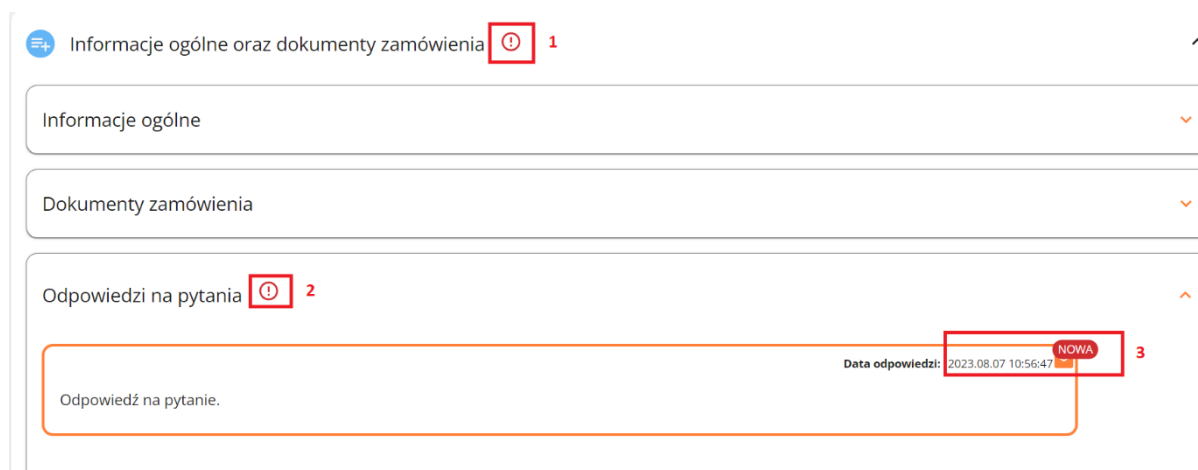 Informacje ogólne oraz dokumenty zamówienia 1
Informacje ogólne
Dokumenty zamówienia
Odpowiedzi na pytania 2
NOWA
Data odpowiedzi: 2023.08.07 10:56:47 3
Odpowiedź na pytanie.